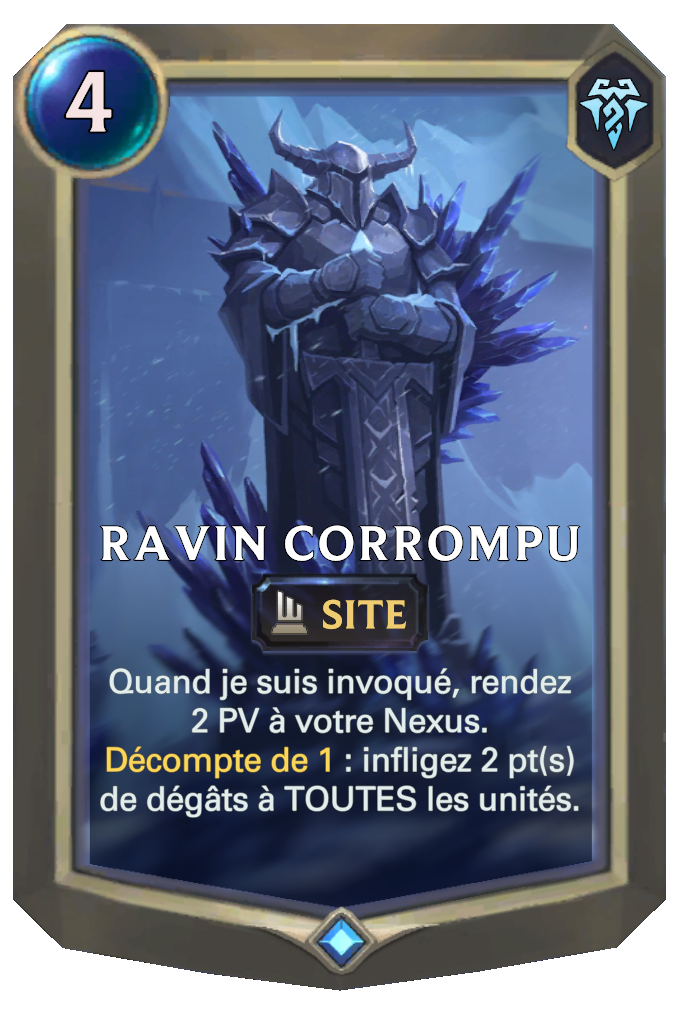 4
RAVIN CORROMPU
SITE
Quand je suis invoqué, rendez
2 PV à votre Nexus.
Décompte de 1 : infligez 2 pt(s)
de dégâts à TOUTES les unités.